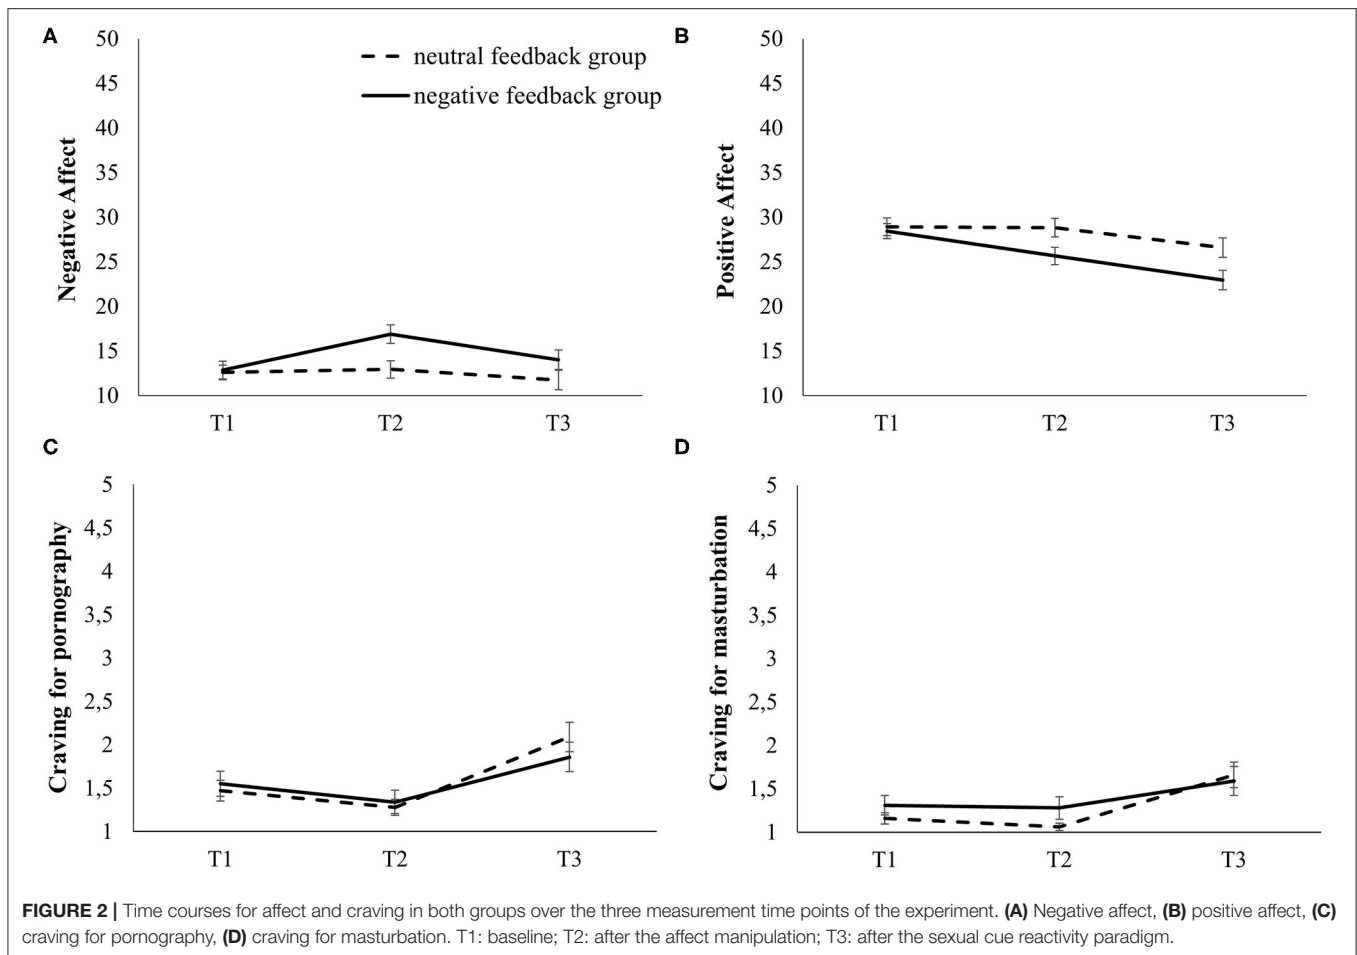 A
50
45
40
35
30
25
20
15
10
Negative Affect
neutral feedback group
negative feedback group
T1 T2 T3
B
50
45
40
35
30
25
20
15
10
Positive Affect
T1 T2 T3
C
5
4,5
4
3,5
3
2,5
2
1,5
1
Craving for pornography
T1 T2 T3
D
5
4,5
4
3,5
3
2,5
2
1,5
1
Craving for masturbation
T1 T2 T3
FIGURE 2 | Time courses for affect and craving in both groups over the three measurement time points of the experiment. (A) Negative affect, (B) positive affect, (C)
craving for pornography, (D) craving for masturbation. T1: baseline; T2: after the affect manipulation; T3: after the sexual cue reactivity paradigm.